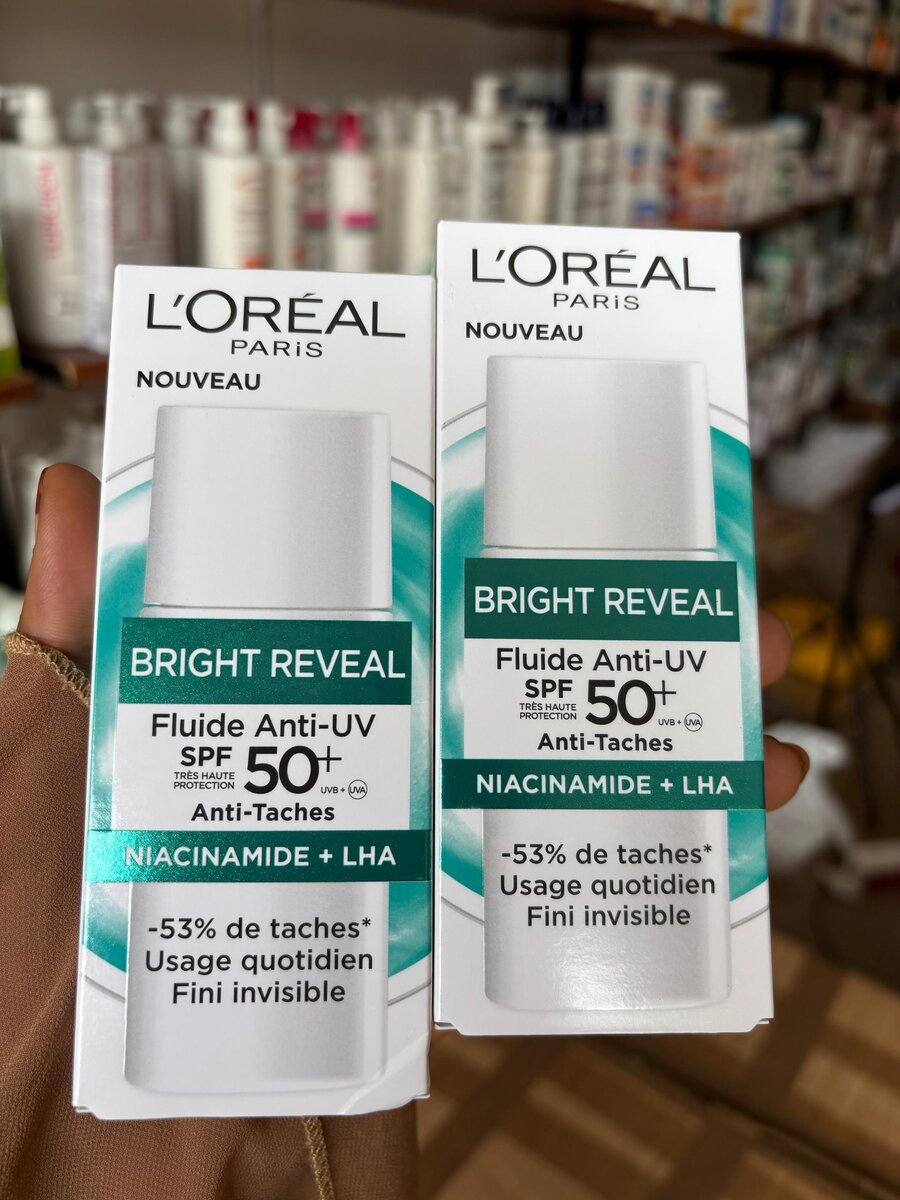 L'ORÉAL
PARiS
NOUVEAU
BRIGHT REVEAL
Fluide Anti-UV
SPF 50+
TRÈS HAUTE
PROTECTION
UVB + UVA
Anti-Taches
NIACINAMIDE + LHA
-53% de taches*
Usage quotidien
Fini invisible
L'ORÉAL
PARiS
NOUVEAU
BRIGHT REVEAL
Fluide Anti-UV
SPF 50+
TRÈS HAUTE
PROTECTION
UVB + UVA
Anti-Taches
NIACINAMIDE + LHA
-53% de taches*
Usage quotidien
Fini invisible